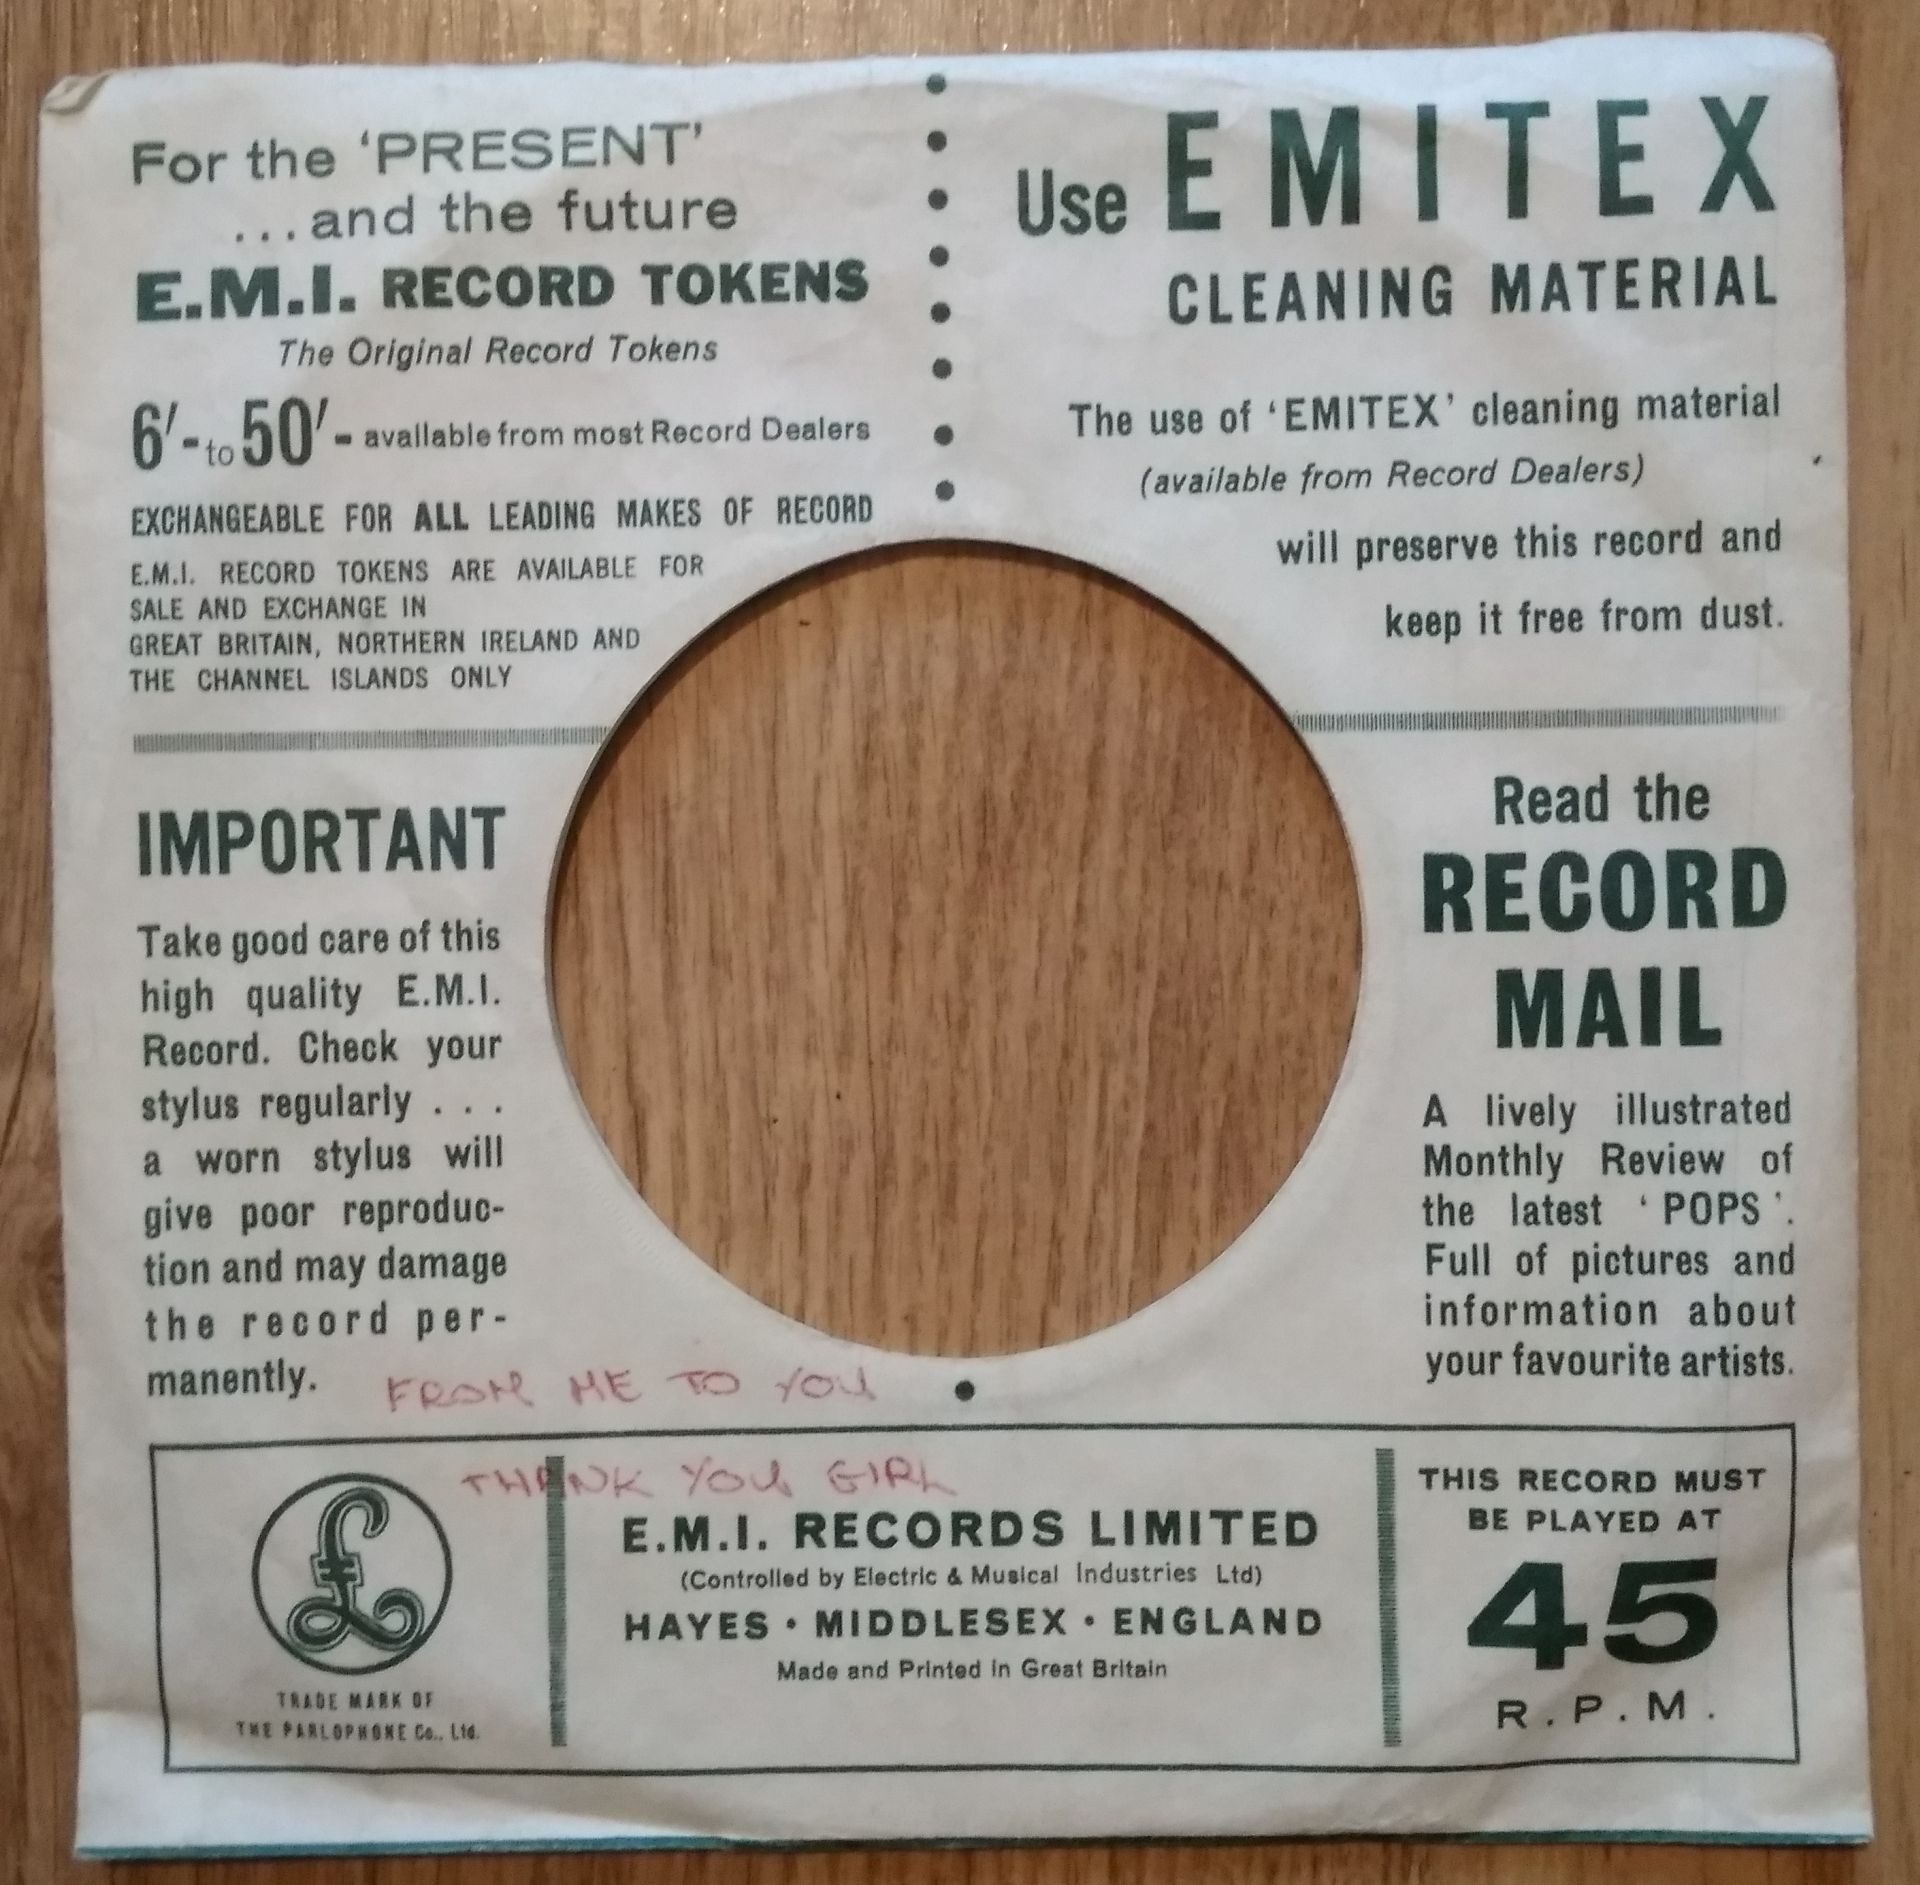 For the ‘PRESENT’
...and the future
E.M.I. RECORD TOKENS
The Original Record Tokens
6/- to 50/- available from most Record Dealers
EXCHANGEABLE FOR ALL LEADING MAKES OF RECORD
E.M.I. RECORD TOKENS ARE AVAILABLE FOR
SALE AND EXCHANGE IN
GREAT BRITAIN, NORTHERN IRELAND AND
THE CHANNEL ISLANDS ONLY
Use EMITEX
CLEANING MATERIAL
The use of ‘EMITEX’ cleaning material
(available from Record Dealers)
will preserve this record and
keep it free from dust.
IMPORTANT
Take good care of this
high quality E.M.I.
Record. Check your
stylus regularly . . .
a worn stylus will
give poor reproduc-
tion and may damage
the record per-
manently.
Read the
RECORD
MAIL
A lively illustrated
Monthly Review of
the latest ‘POPS’.
Full of pictures and
information about
your favourite artists.
FROM ME TO YOU
THANK YOU GIRL
£
TRADE MARK OF
THE PARLOPHONE Co., Ltd.
E.M.I. RECORDS LIMITED
(Controlled by Electric & Musical Industries Ltd)
HAYES • MIDDLESEX • ENGLAND
Made and Printed in Great Britain
THIS RECORD MUST
BE PLAYED AT
45
R.P.M.